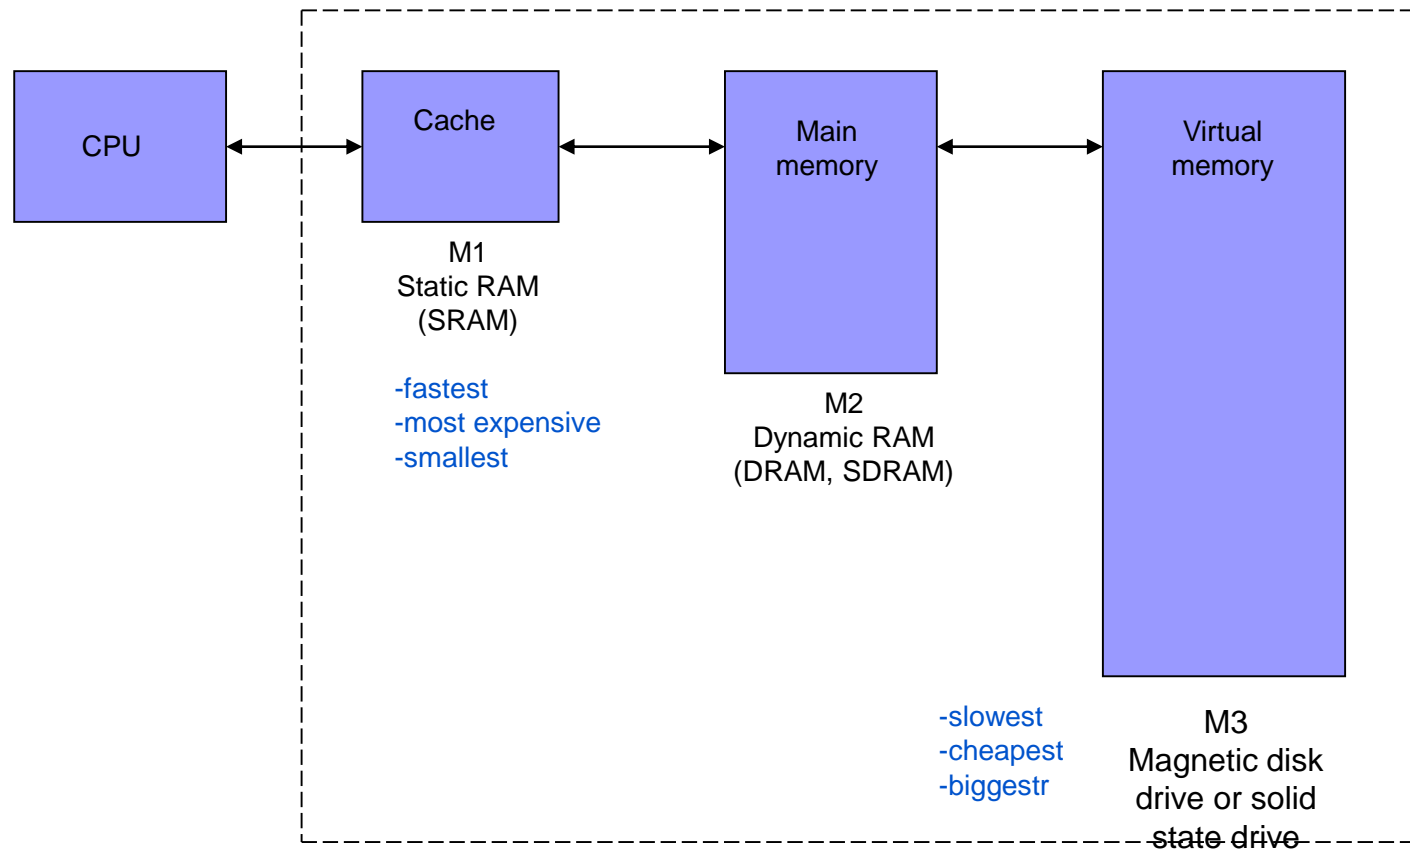 CPU
Cache
Main
memory
Virtual
memory
M1
Static RAM
(SRAM)
-fastest
-most expensive
-smallest
M2
Dynamic RAM
(DRAM, SDRAM)
-slowest
-cheapest
-biggestr
M3
Magnetic disk
drive or solid
state drive